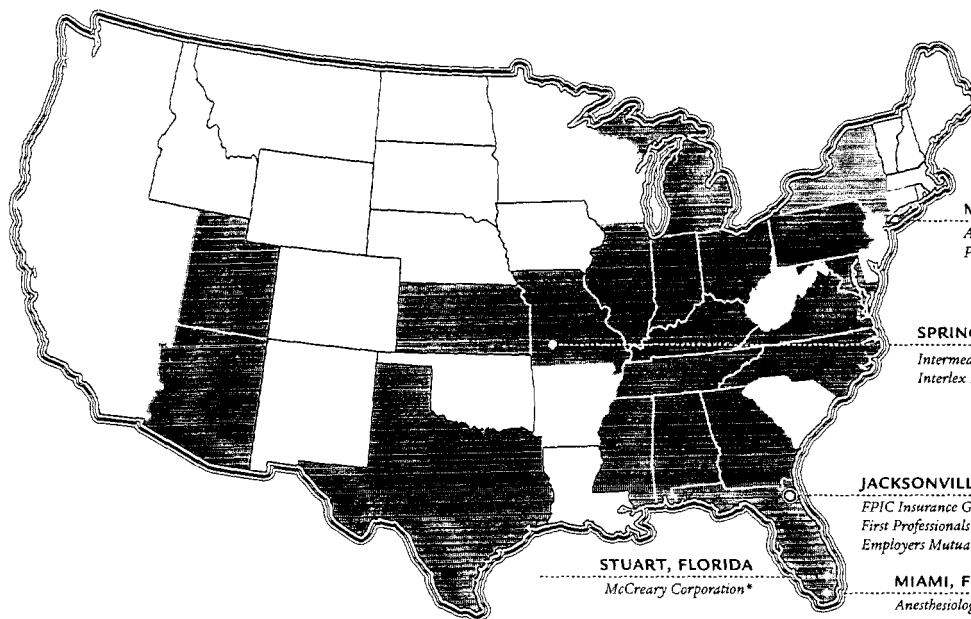 SPRING
Intermed
Interlex
JACKSONVILL
FPIC Insurance G
First Professionals
Employers Mutua
STUART, FLORIDA
McCreary Corporation*
MIAMI, F
Anesthesiolog